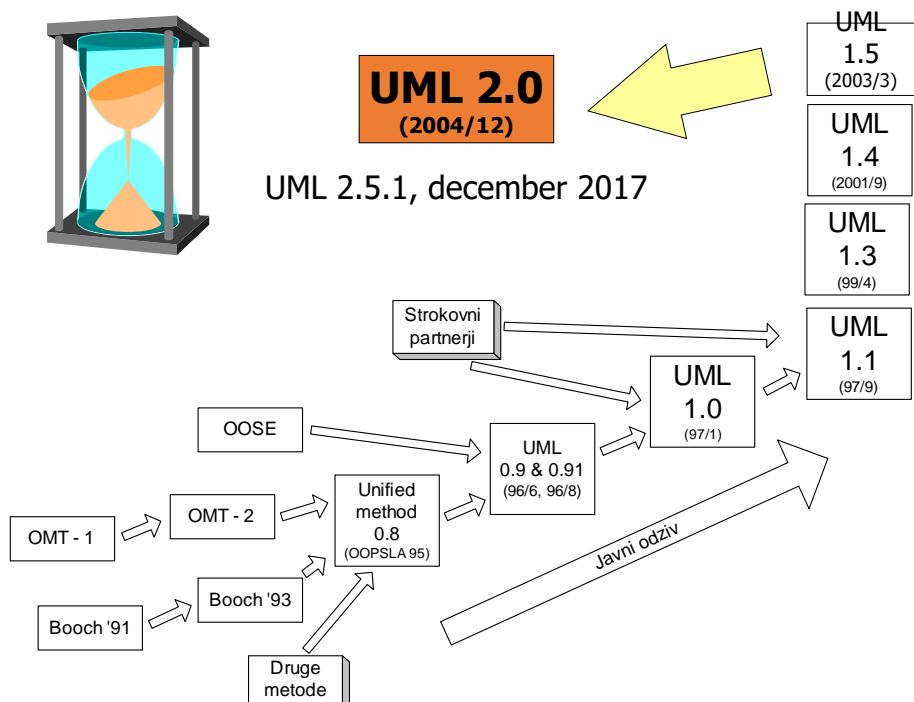 UML
1.5
(2003/3)
UML 2.0
(2004/12)
UML
1.4
(2001/9)
UML 2.5.1, december 2017
UML
1.3
(99/4)
Strokovni
partnerji
UML
1.1
(97/9)
UML
1.0
(97/1)
OOSE
UML
0.9 & 0.91
(96/6, 96/8)
Unified
method
0.8
(OOPSLA 95)
OMT - 2
OMT - 1
Javni odziv
Booch '93
Booch '91
Druge
metode